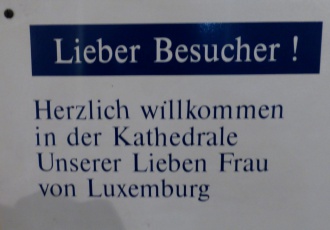 Lieber Besucher !
Herzlich willkommen
in der Kathedrale
Unserer Lieben Frau
von Luxemburg